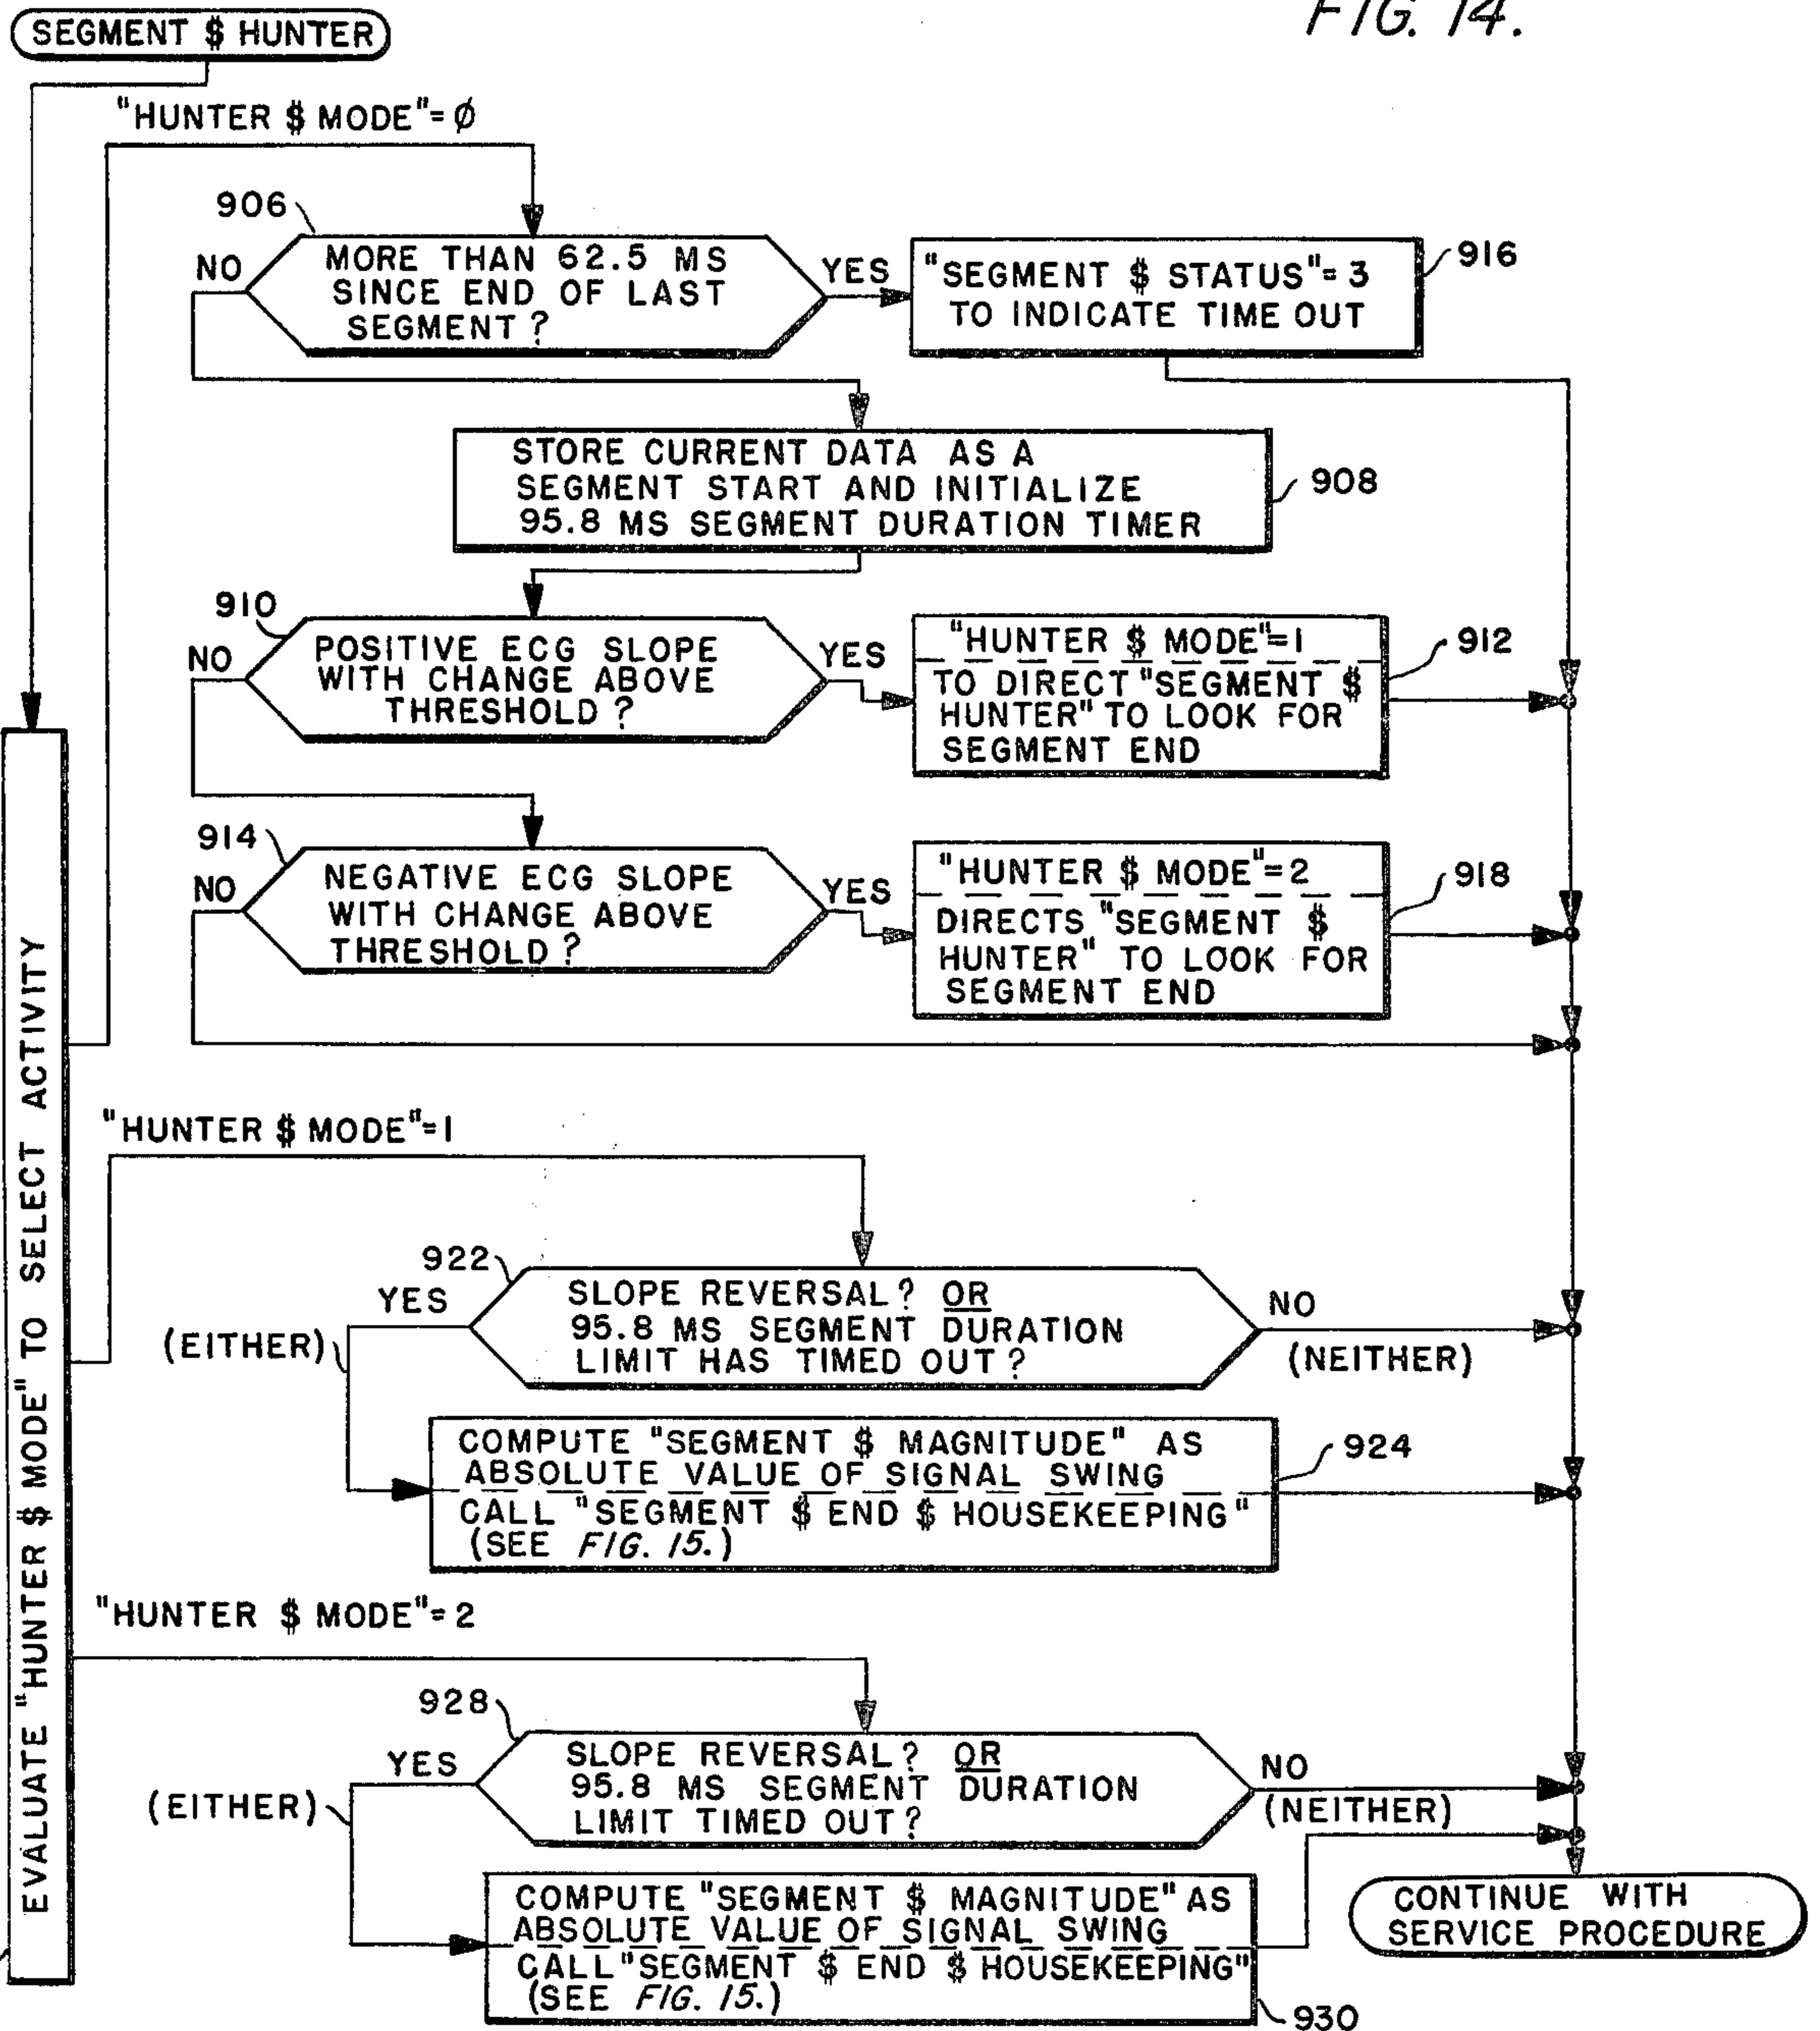 FIG. 14.
SEGMENT $ HUNTER
"HUNTER $ MODE"=Ø
906
NO
MORE THAN 62.5 MS
SINCE END OF LAST
SEGMENT?
YES
"SEGMENT $ STATUS"=3
TO INDICATE TIME OUT
916
STORE CURRENT DATA AS A
SEGMENT START AND INITIALIZE
95.8 MS SEGMENT DURATION TIMER
908
910
NO
POSITIVE ECG SLOPE
WITH CHANGE ABOVE
THRESHOLD?
YES
"HUNTER $ MODE"=1
TO DIRECT "SEGMENT $
HUNTER" TO LOOK FOR
SEGMENT END
912
914
NO
NEGATIVE ECG SLOPE
WITH CHANGE ABOVE
THRESHOLD?
YES
"HUNTER $ MODE"=2
DIRECTS "SEGMENT $
HUNTER" TO LOOK FOR
SEGMENT END
918
EVALUATE "HUNTER $ MODE" TO SELECT ACTIVITY
"HUNTER $ MODE"=1
922
YES
(EITHER)
SLOPE REVERSAL? OR
95.8 MS SEGMENT DURATION
LIMIT HAS TIMED OUT?
NO
(NEITHER)
COMPUTE "SEGMENT $ MAGNITUDE" AS
ABSOLUTE VALUE OF SIGNAL SWING
CALL "SEGMENT $ END $ HOUSEKEEPING"
(SEE FIG. 15.)
924
"HUNTER $ MODE"=2
928
YES
(EITHER)
SLOPE REVERSAL? OR
95.8 MS SEGMENT DURATION
LIMIT TIMED OUT?
NO
(NEITHER)
COMPUTE "SEGMENT $ MAGNITUDE" AS
ABSOLUTE VALUE OF SIGNAL SWING
CALL "SEGMENT $ END $ HOUSEKEEPING"
(SEE FIG. 15.)
930
CONTINUE WITH
SERVICE PROCEDURE